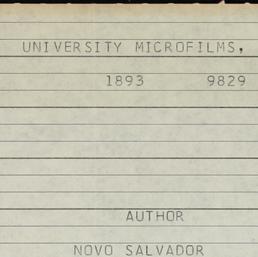 UNIVERSITY MICROFILMS,
1893 9829
AUTHOR
NOVO SALVADOR